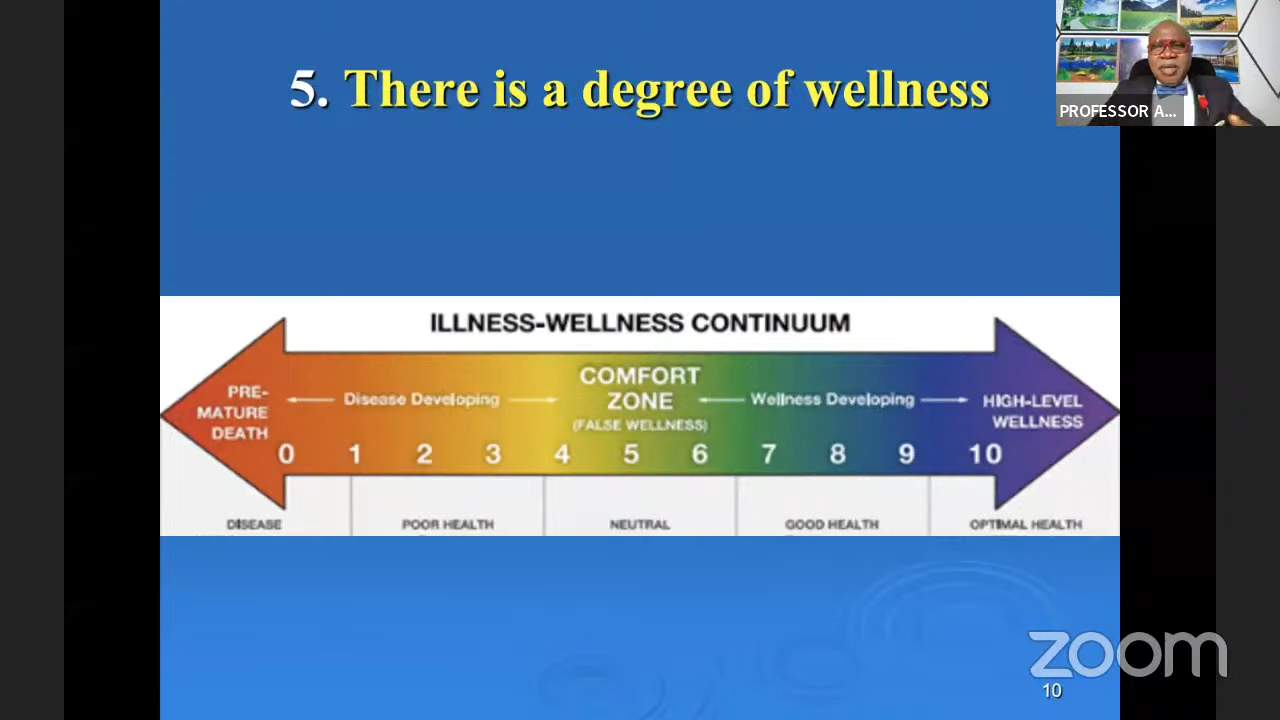 5. There is a degree of wellness
PROFESSOR A...
ILLNESS-WELLNESS CONTINUUM
PRE-
MATURE
DEATH
Disease Developing
COMFORT
ZONE
(FALSE WELLNESS)
Wellness Developing
HIGH-LEVEL
WELLNESS
0 1 2 3 4 5 6 7 8 9 10
DISEASE POOR HEALTH NEUTRAL GOOD HEALTH OPTIMAL HEALTH
zoom
10